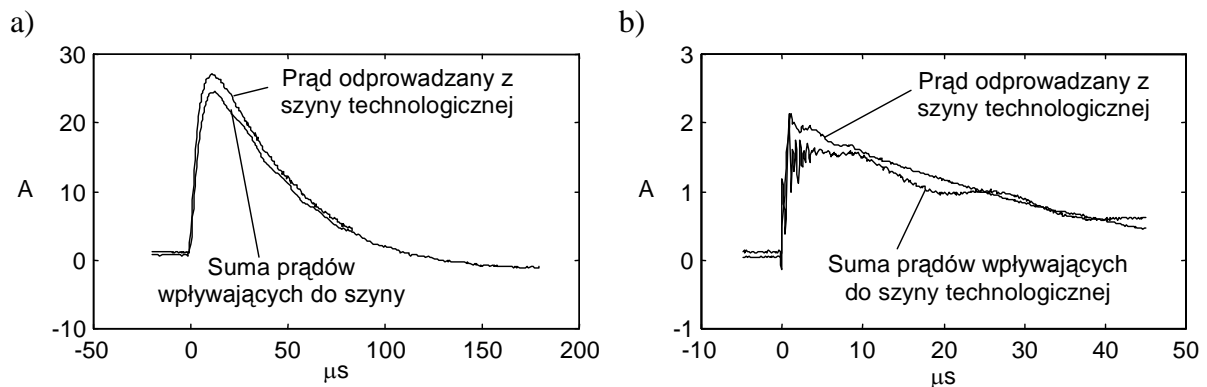 a)
30
20
10
0
-10
A
Prąd odprowadzany z
szyny technologicznej
Suma prądów
wpływających do szyny
-50
0
50
100
150
200
μs
b)
3
2
1
0
1
A
Prąd odprowadzany z
szyny technologicznej
Suma prądów wpływających
do szyny technologicznej
-10
0
10
20
30
40
50
μs